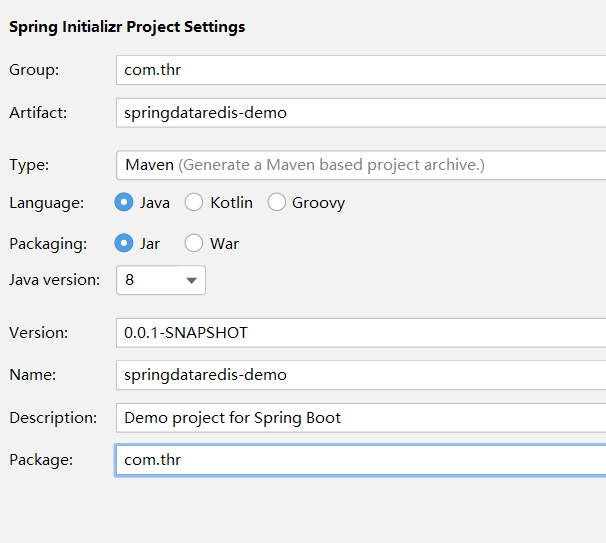 Spring Initializr Project Settings
Group: com.thr
Artifact: springdataredis-demo
Type: Maven (Generate a Maven based project archive.)
Language: Java Kotlin Groovy
Packaging: Jar War
Java version: 8
Version: 0.0.1-SNAPSHOT
Name: springdataredis-demo
Description: Demo project for Spring Boot
Package: com.thr